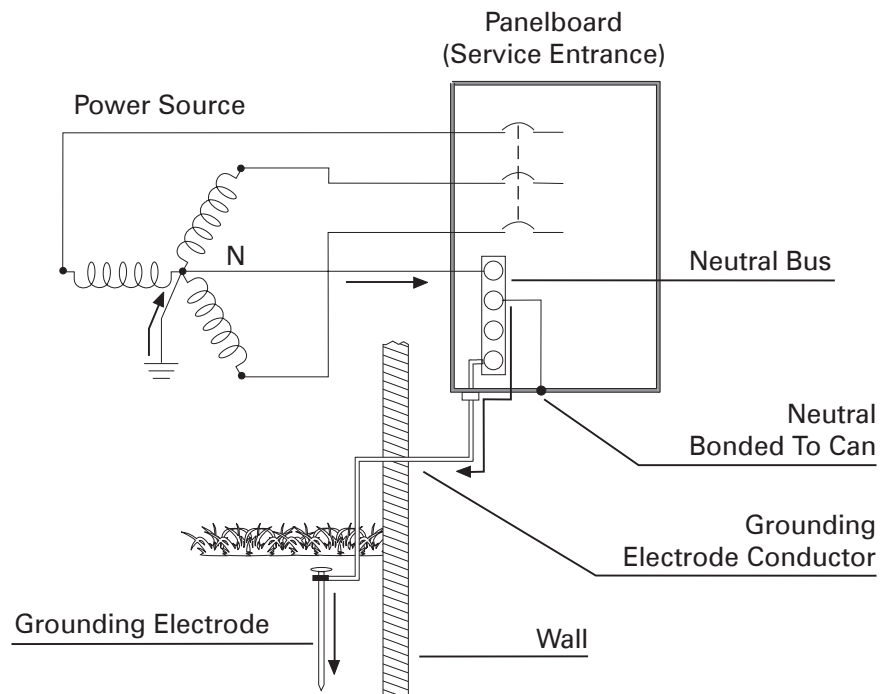 Panelboard
(Service Entrance)
Power Source
N
Neutral Bus
Neutral
Bonded To Can
Grounding
Electrode Conductor
Grounding Electrode
Wall